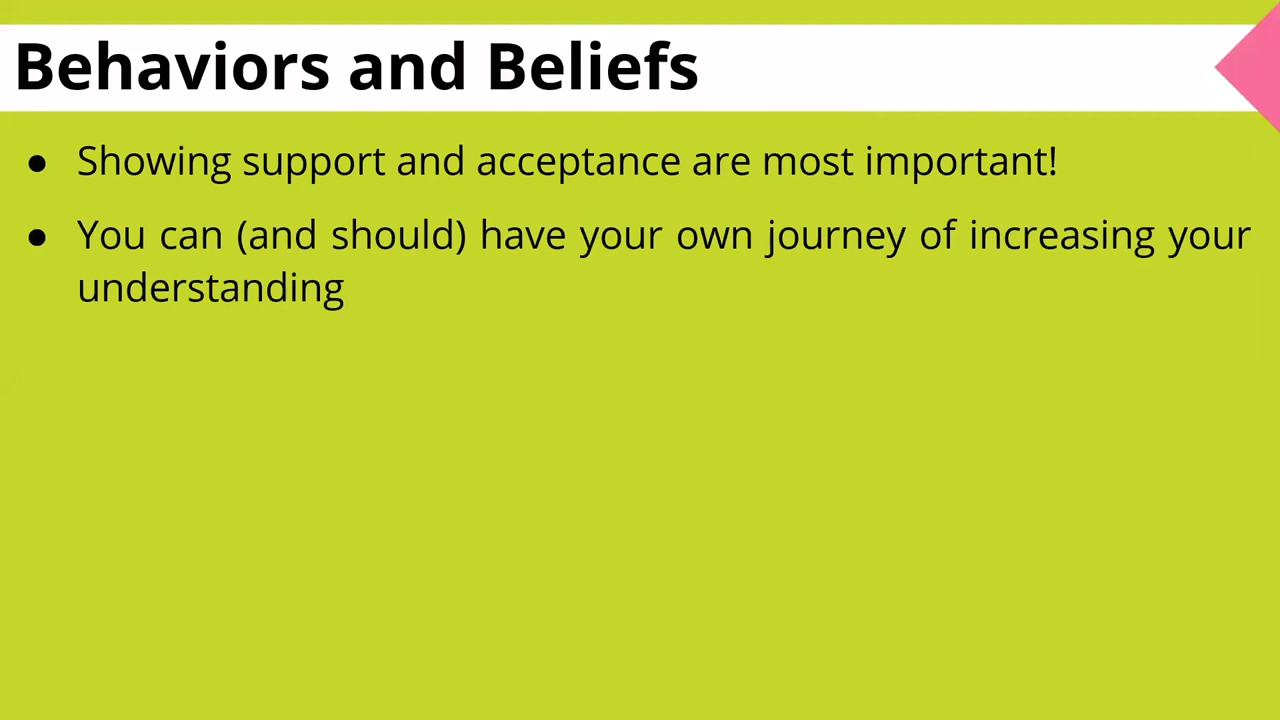 Behaviors and Beliefs
● Showing support and acceptance are most important!
● You can (and should) have your own journey of increasing your
understanding